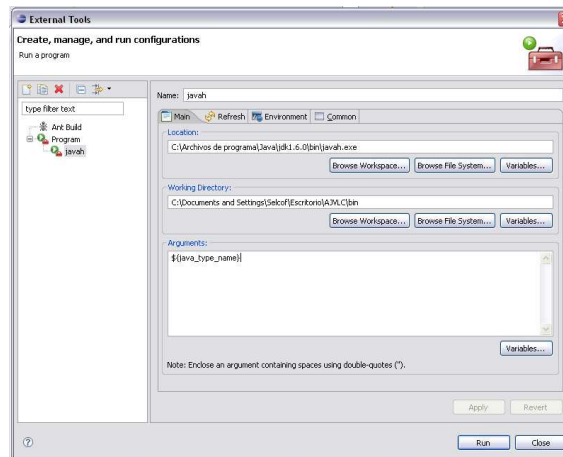 External Tools
Create, manage, and run configurations
Run a program
type filter text
Ant Build
Program
javah
Name: javah
Main Refresh Environment Common
Location:
C:\Archivos de programa\Java\jdk1.6.0\bin\javah.exe
Browse Workspace... Browse File System... Variables...
Working Directory:
C:\Documents and Settings\Selcof\Escritorio\AJVLC\bin
Browse Workspace... Browse File System... Variables...
Arguments:
${java_type_name}
Variables...
Note: Enclose an argument containing spaces using double-quotes (").
Apply Revert
Run Close